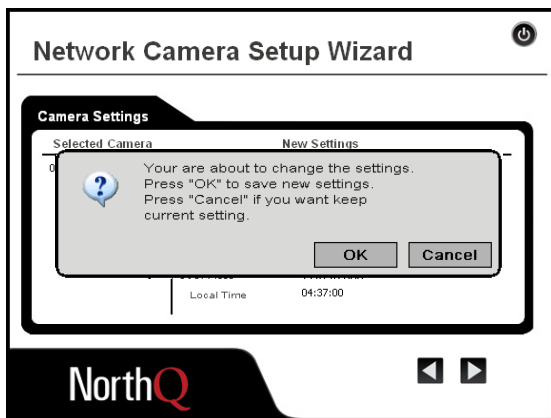 Network Camera Setup Wizard
Camera Settings
Selected Camera New Settings
0
Your are about to change the settings.
Press "OK" to save new settings.
Press "Cancel" if you want keep
current setting.
OK Cancel
Local Time 04:37:00
NorthQ